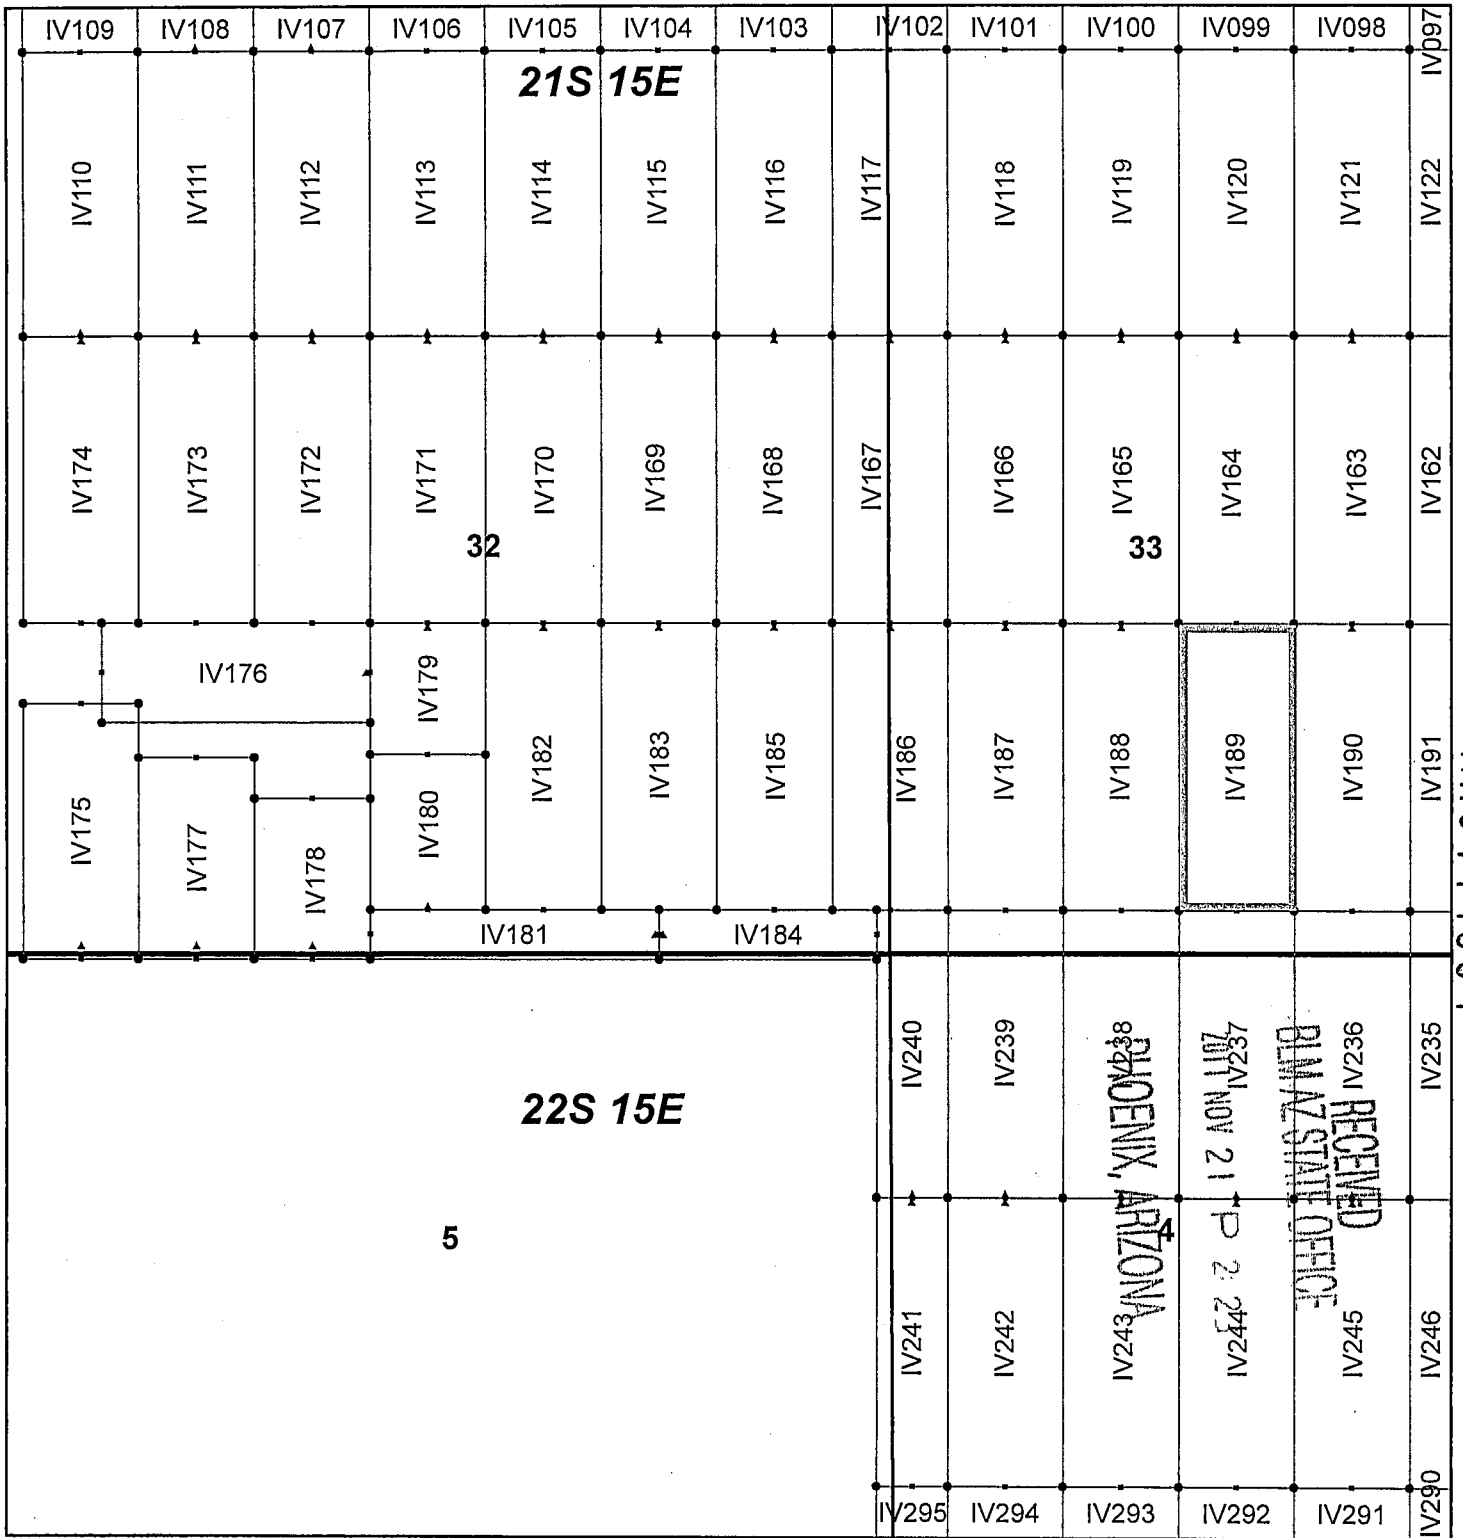 IV109 IV108 IV107 IV106 IV105 IV104 IV103 IV102 IV101 IV100 IV099 IV098 IV097
21S 15E
IV110 IV111 IV112 IV113 IV114 IV115 IV116 IV117 IV118 IV119 IV120 IV121 IV122
IV174 IV173 IV172 IV171 IV170 IV169 IV168 IV167 IV166 IV165 IV164 IV163 IV162
32 33
IV176 IV179
IV182 IV183 IV185 IV186 IV187 IV188 IV189 IV190 IV191
IV175 IV177 IV178 IV180
IV181 IV184
IV240 IV239 IV238 IV237 IV236 IV235
22S 15E
RECEIVED
BLM AZ STATE OFFICE
2011 NOV 21 P 2:
PHOENIX, ARIZONA
5 4
IV241 IV242 IV243 IV244 IV245 IV246
IV295 IV294 IV293 IV292 IV291 IV290